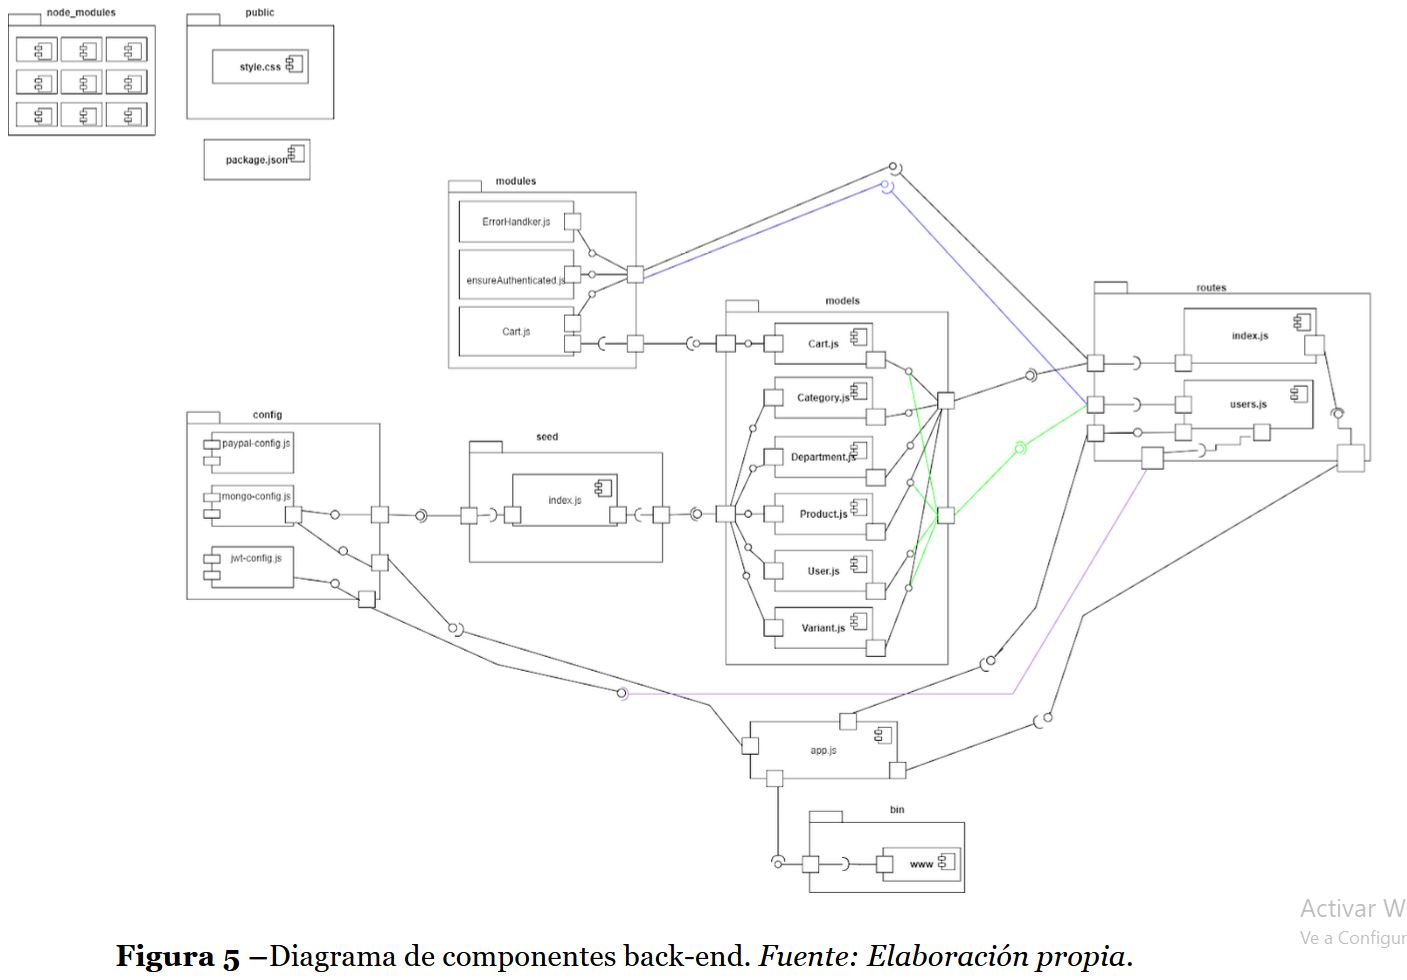 node_modules
public
style.css
package.json
modules
ErrorHandker.js
ensureAuthenticated.js
Cart.js
models
Cart.js
Category.js
Department.js
Product.js
User.js
Variant.js
routes
index.js
users.js
config
paypal-config.js
mongo-config.js
jwt-config.js
seed
index.js
app.js
bin
www
Activar W
Ve a Configur
Figura 5 –Diagrama de componentes back-end. Fuente: Elaboración propia.